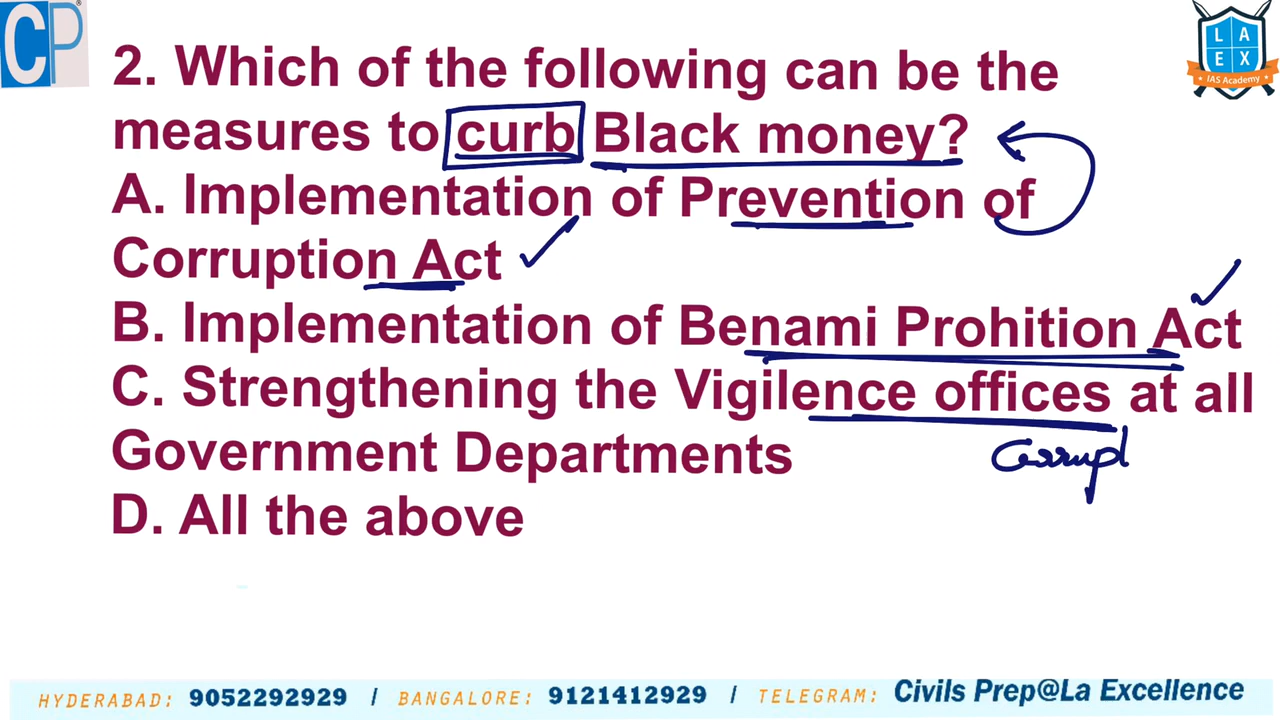 CP
L A
E X
IAS Academy
2. Which of the following can be the
measures to curb Black money?
A. Implementation of Prevention of
Corruption Act
B. Implementation of Benami Prohition Act
C. Strengthening the Vigilence offices at all
Government Departments
Corrupt
D. All the above
HYDERABAD: 9052292929 / BANGALORE: 9121412929 / TELEGRAM: Civils Prep@La Excellence